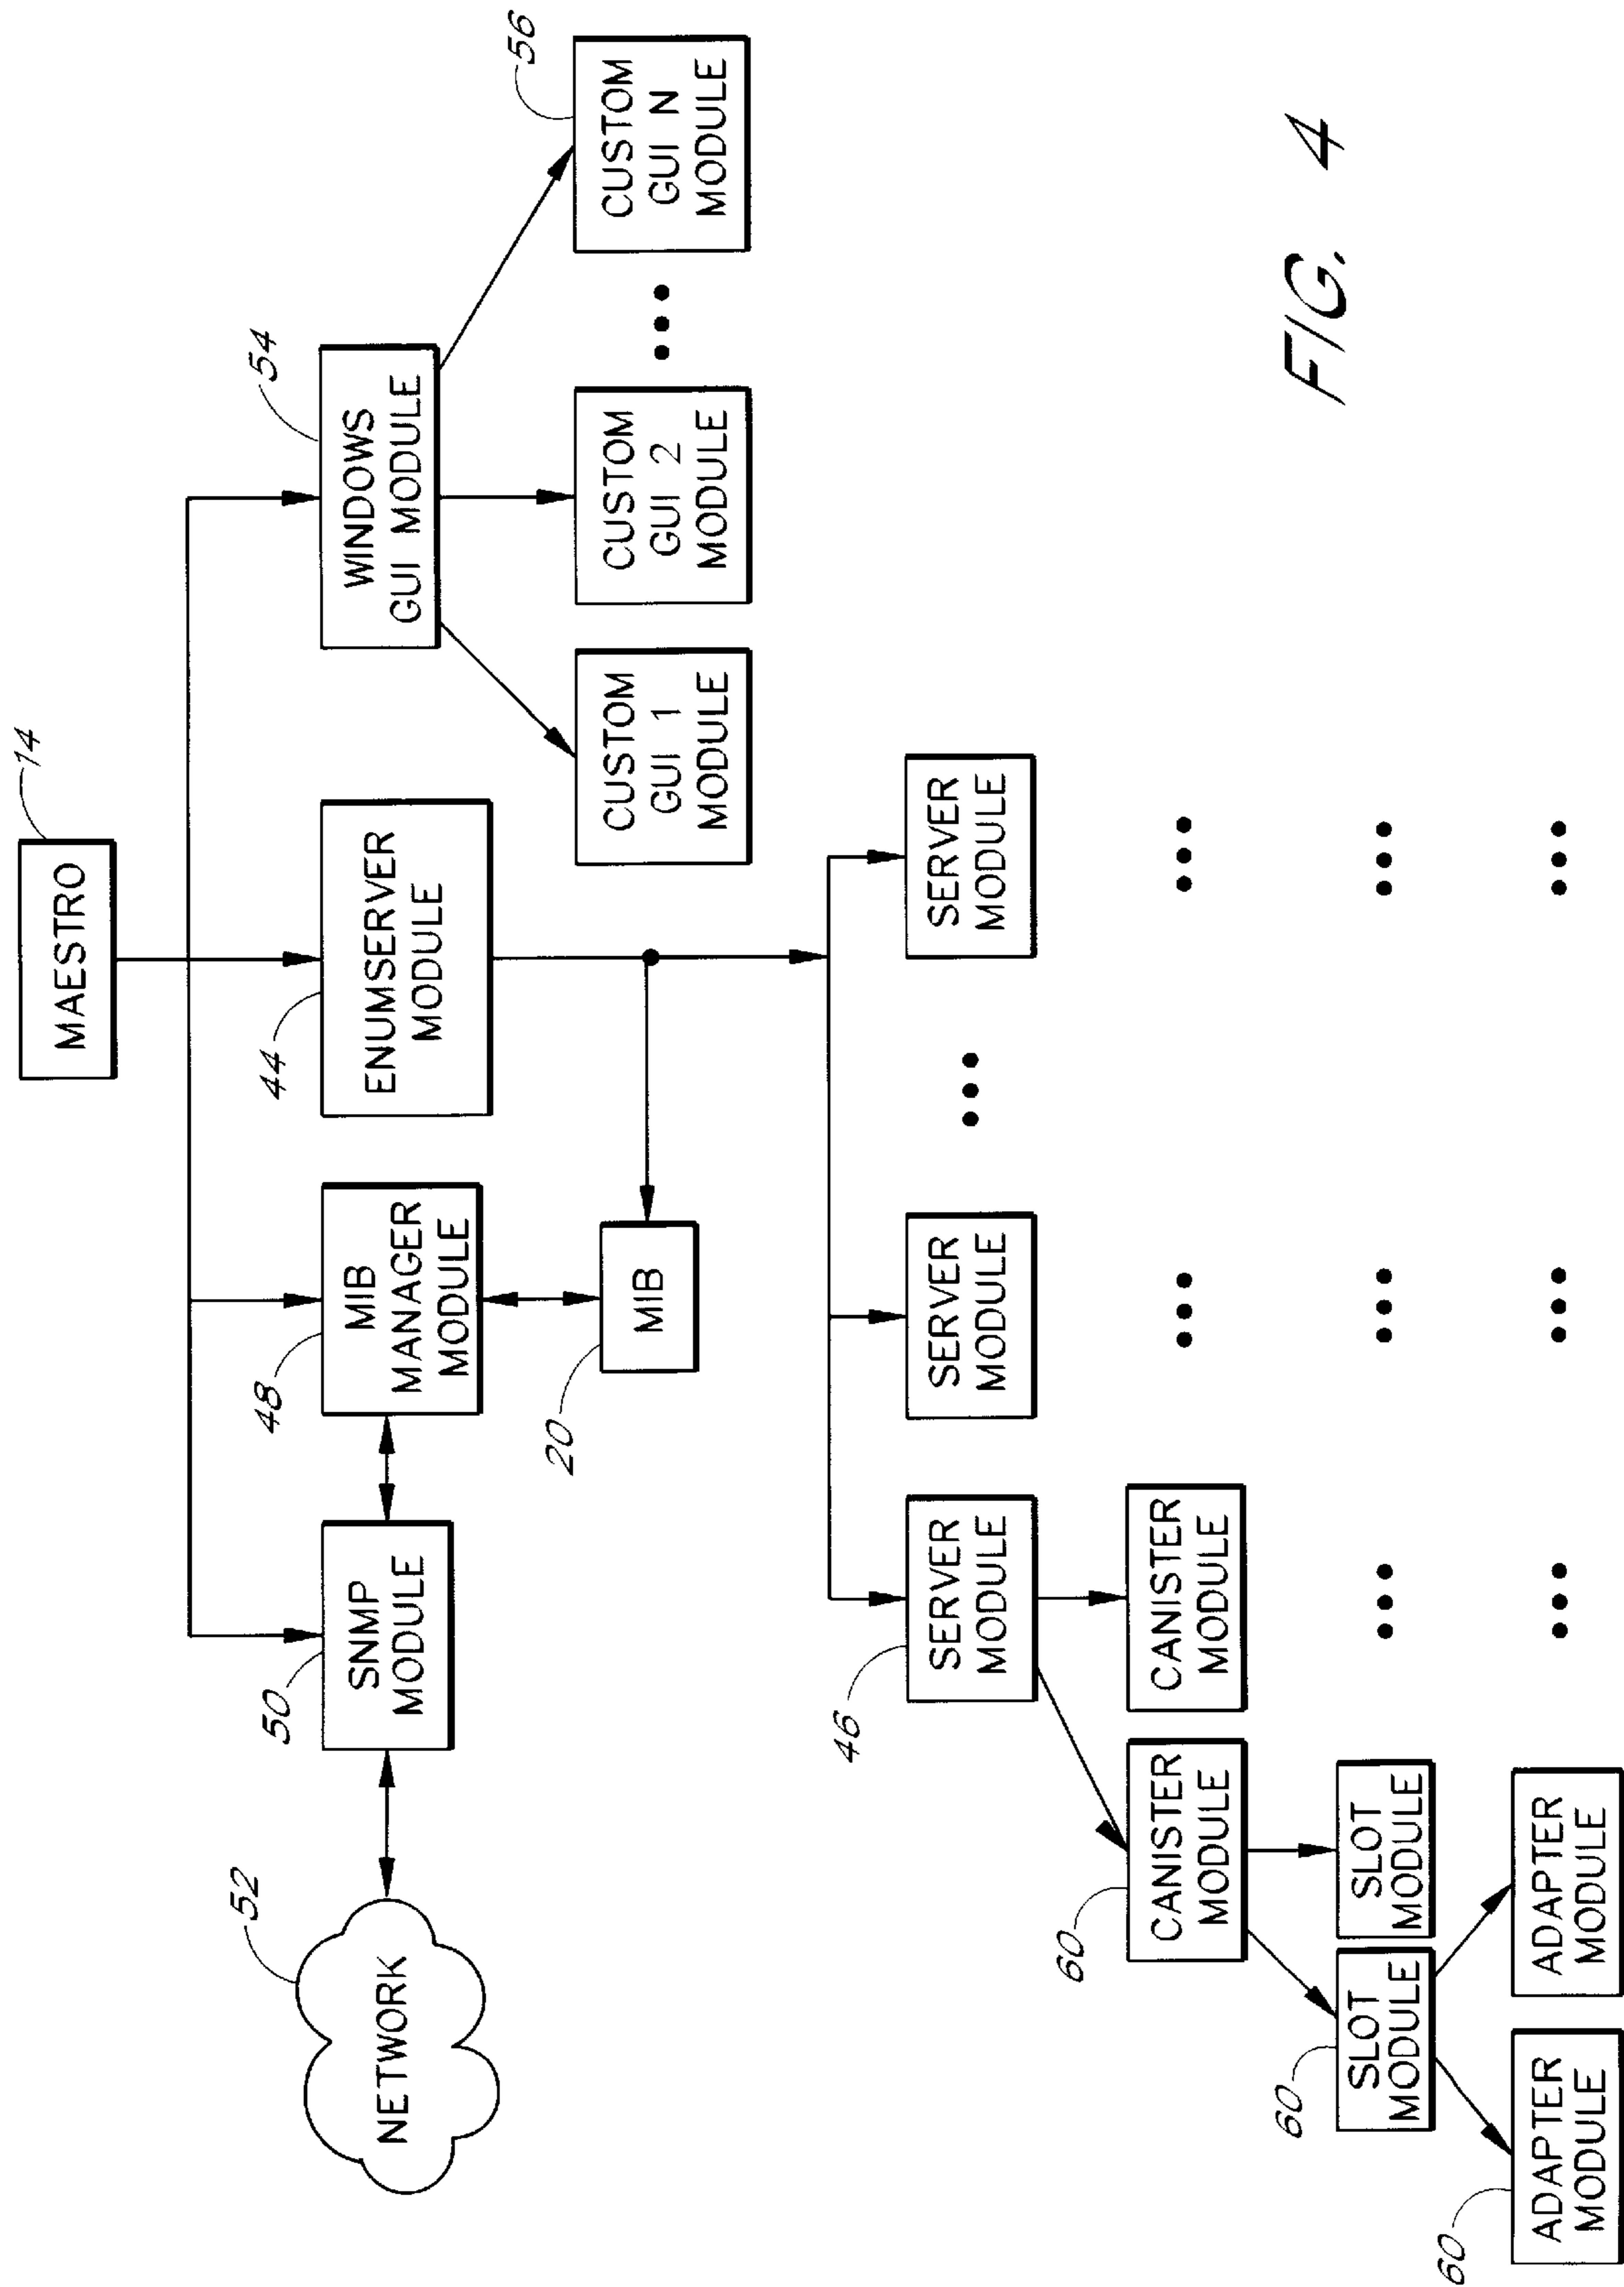 MAESTRO
14
SNMP
MODULE
50
MIB
MANAGER
MODULE
48
ENUMSERVER
MODULE
44
WINDOWS
GUI MODULE
54
NETWORK
52
MIB
20
CUSTOM
GUI 1
MODULE
CUSTOM
GUI 2
MODULE
CUSTOM
GUI N
MODULE
56
SERVER
MODULE
46
SERVER
MODULE
SERVER
MODULE
CANISTER
MODULE
60
CANISTER
MODULE
SLOT
MODULE
60
SLOT
MODULE
ADAPTER
MODULE
60
ADAPTER
MODULE
FIG. 4